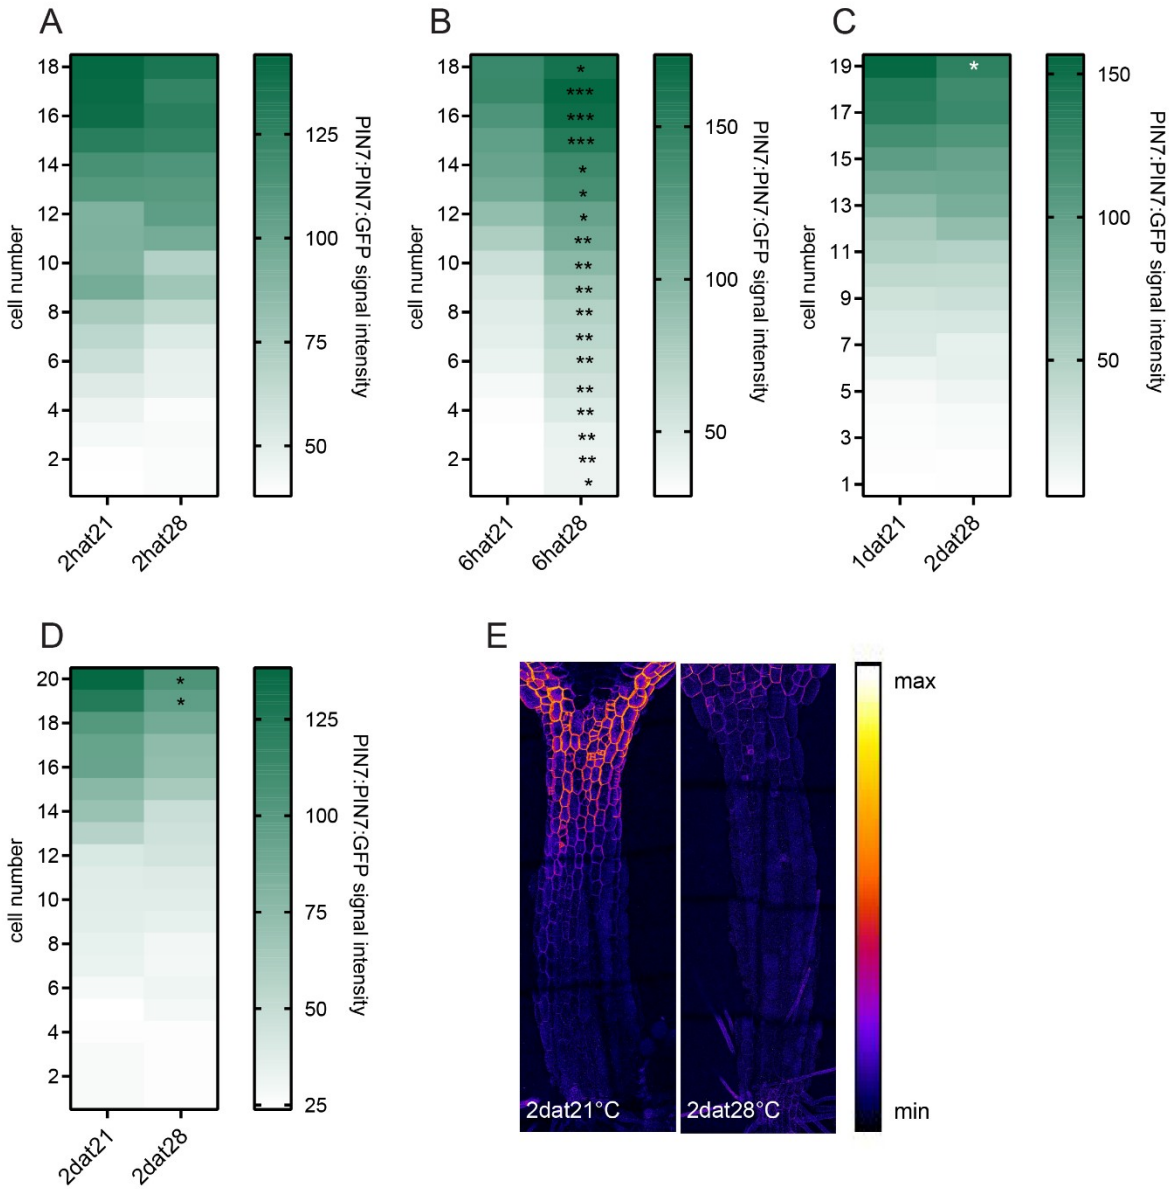 A
18
16
14
12
10
8
6
4
2
cell number
2hat21
2hat28
125
100
75
50
PIN7:PIN7:GFP signal intensity
B
18
16
14
12
10
8
6
4
2
cell number
*
***
***
***
*
*
*
**
**
**
**
**
**
**
**
**
**
*
6hat21
6hat28
150
100
50
PIN7:PIN7:GFP signal intensity
C
19
17
15
13
11
9
7
5
3
1
cell number
*
1dat21
2dat28
150
100
50
PIN7:PIN7:GFP signal intensity
D
20
18
16
14
12
10
8
6
4
2
cell number
*
*
2dat21
2dat28
125
100
75
50
25
PIN7:PIN7:GFP signal intensity
E
2dat21°C
2dat28°C
max
min